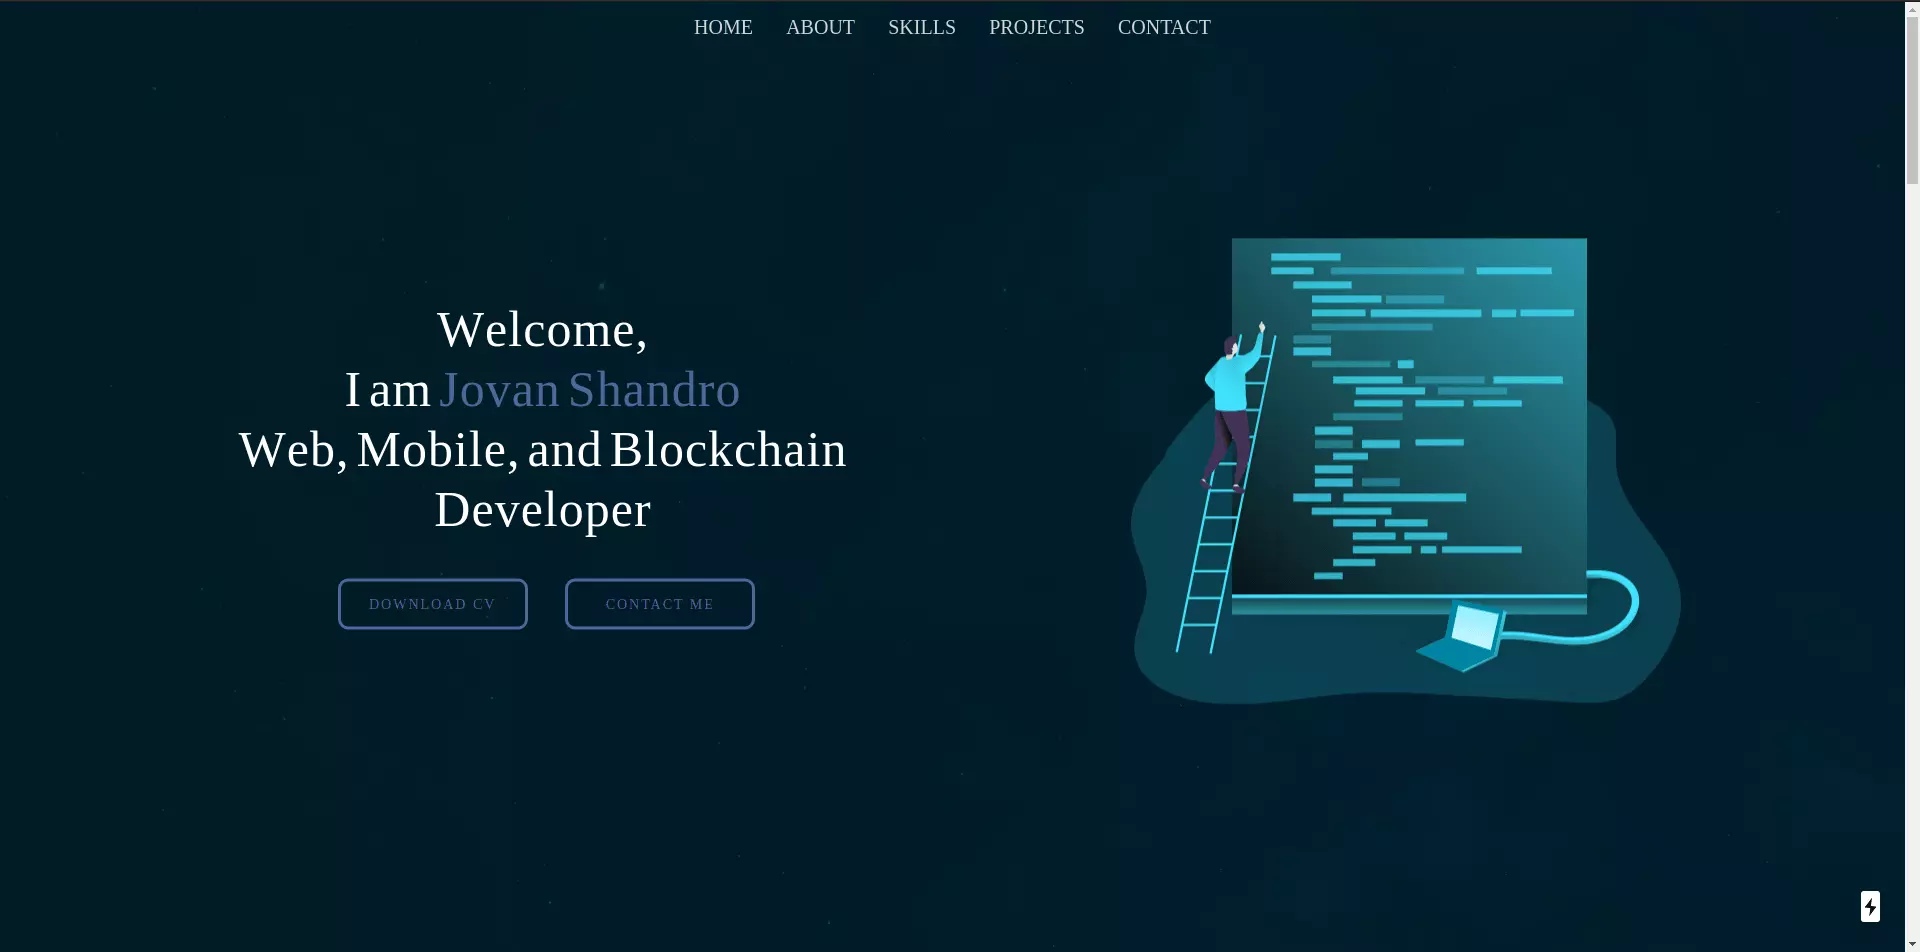 HOME ABOUT SKILLS PROJECTS CONTACT
Welcome,
I am Jovan Shandro
Web, Mobile, and Blockchain
Developer
DOWNLOAD CV CONTACT ME